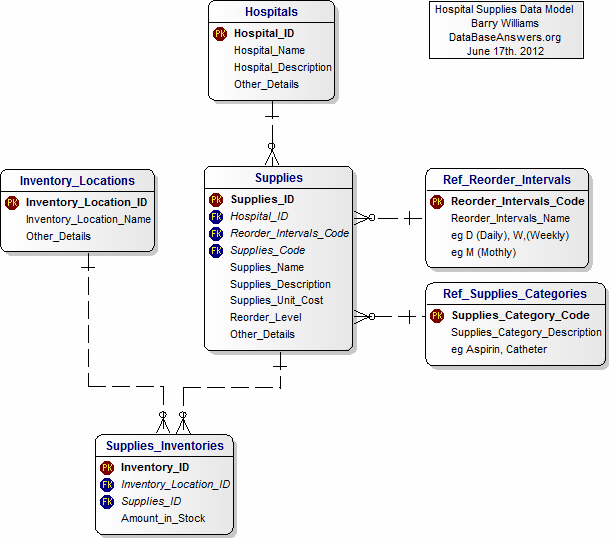 Hospitals
PK Hospital_ID
Hospital_Name
Hospital_Description
Other_Details
Hospital Supplies Data Model
Barry Williams
DataBaseAnswers.org
June 17th. 2012
Inventory_Locations
PK Inventory_Location_ID
Inventory_Location_Name
Other_Details
Supplies
PK Supplies_ID
FK Hospital_ID
FK Reorder_Intervals_Code
FK Supplies_Code
Supplies_Name
Supplies_Description
Supplies_Unit_Cost
Reorder_Level
Other_Details
Ref_Reorder_Intervals
PK Reorder_Intervals_Code
Reorder_Intervals_Name
eg D (Daily), W,(Weekly)
eg M (Mothly)
Ref_Supplies_Categories
PK Supplies_Category_Code
Supplies_Category_Description
eg Aspirin, Catheter
Supplies_Inventories
PK Inventory_ID
FK Inventory_Location_ID
FK Supplies_ID
Amount_in_Stock